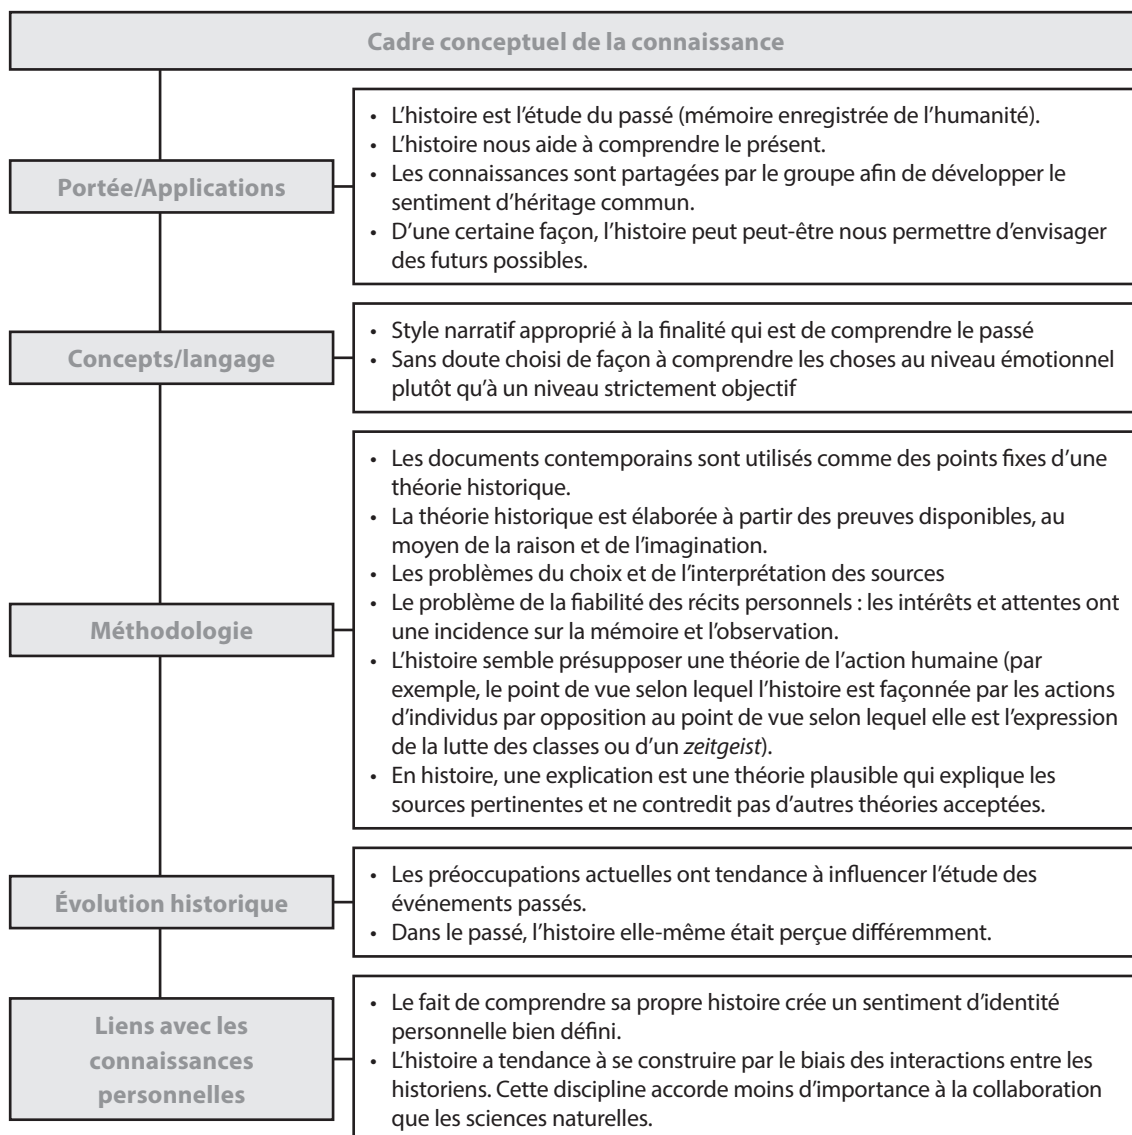 Cadre conceptuel de la connaissance
Portée/Applications
• L’histoire est l’étude du passé (mémoire enregistrée de l’humanité).
• L’histoire nous aide à comprendre le présent.
• Les connaissances sont partagées par le groupe afin de développer le
sentiment d’héritage commun.
• D’une certaine façon, l’histoire peut peut-être nous permettre d’envisager
des futurs possibles.
Concepts/langage
• Style narratif approprié à la finalité qui est de comprendre le passé
• Sans doute choisi de façon à comprendre les choses au niveau émotionnel
plutôt qu’à un niveau strictement objectif
Méthodologie
• Les documents contemporains sont utilisés comme des points fixes d’une
théorie historique.
• La théorie historique est élaborée à partir des preuves disponibles, au
moyen de la raison et de l’imagination.
• Les problèmes du choix et de l’interprétation des sources
• Le problème de la fiabilité des récits personnels : les intérêts et attentes ont
une incidence sur la mémoire et l’observation.
• L’histoire semble présupposer une théorie de l’action humaine (par
exemple, le point de vue selon lequel l’histoire est façonnée par les actions
d’individus par opposition au point de vue selon lequel elle est l’expression
de la lutte des classes ou d’un zeitgeist).
• En histoire, une explication est une théorie plausible qui explique les
sources pertinentes et ne contredit pas d’autres théories acceptées.
Évolution historique
• Les préoccupations actuelles ont tendance à influencer l’étude des
événements passés.
• Dans le passé, l’histoire elle-même était perçue différemment.
Liens avec les
connaissances
personnelles
• Le fait de comprendre sa propre histoire crée un sentiment d’identité
personnelle bien défini.
• L’histoire a tendance à se construire par le biais des interactions entre les
historiens. Cette discipline accorde moins d’importance à la collaboration
que les sciences naturelles.